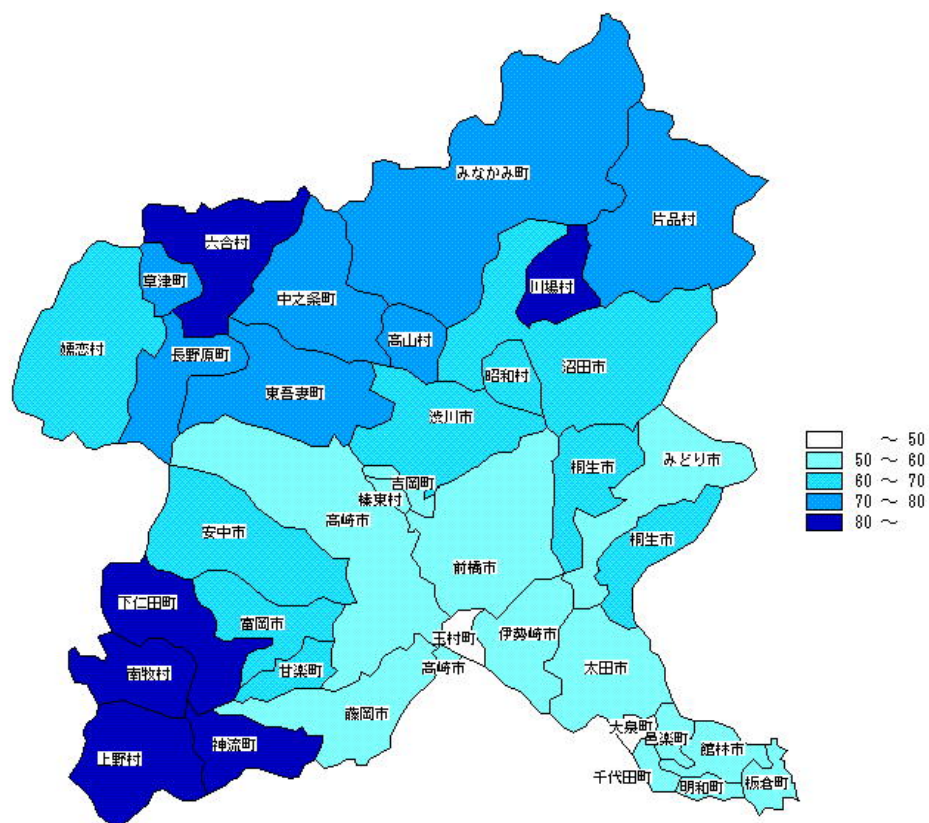 みなかみ町
片品村
六合村
川場村
草津町
中之条町
高山村
長野原町
嬬恋村
昭和村
沼田市
東吾妻町
渋川市
みどり市
桐生市
吉岡町
榛東村
高崎市
安中市
桐生市
前橋市
下仁田町
富岡市
玉村町
伊勢崎市
高崎市
太田市
南牧村
甘楽町
藤岡市
大泉町
邑楽町
館林市
神流町
上野村
千代田町
明和町
板倉町
～ 50
50 ～ 60
60 ～ 70
70 ～ 80
80 ～